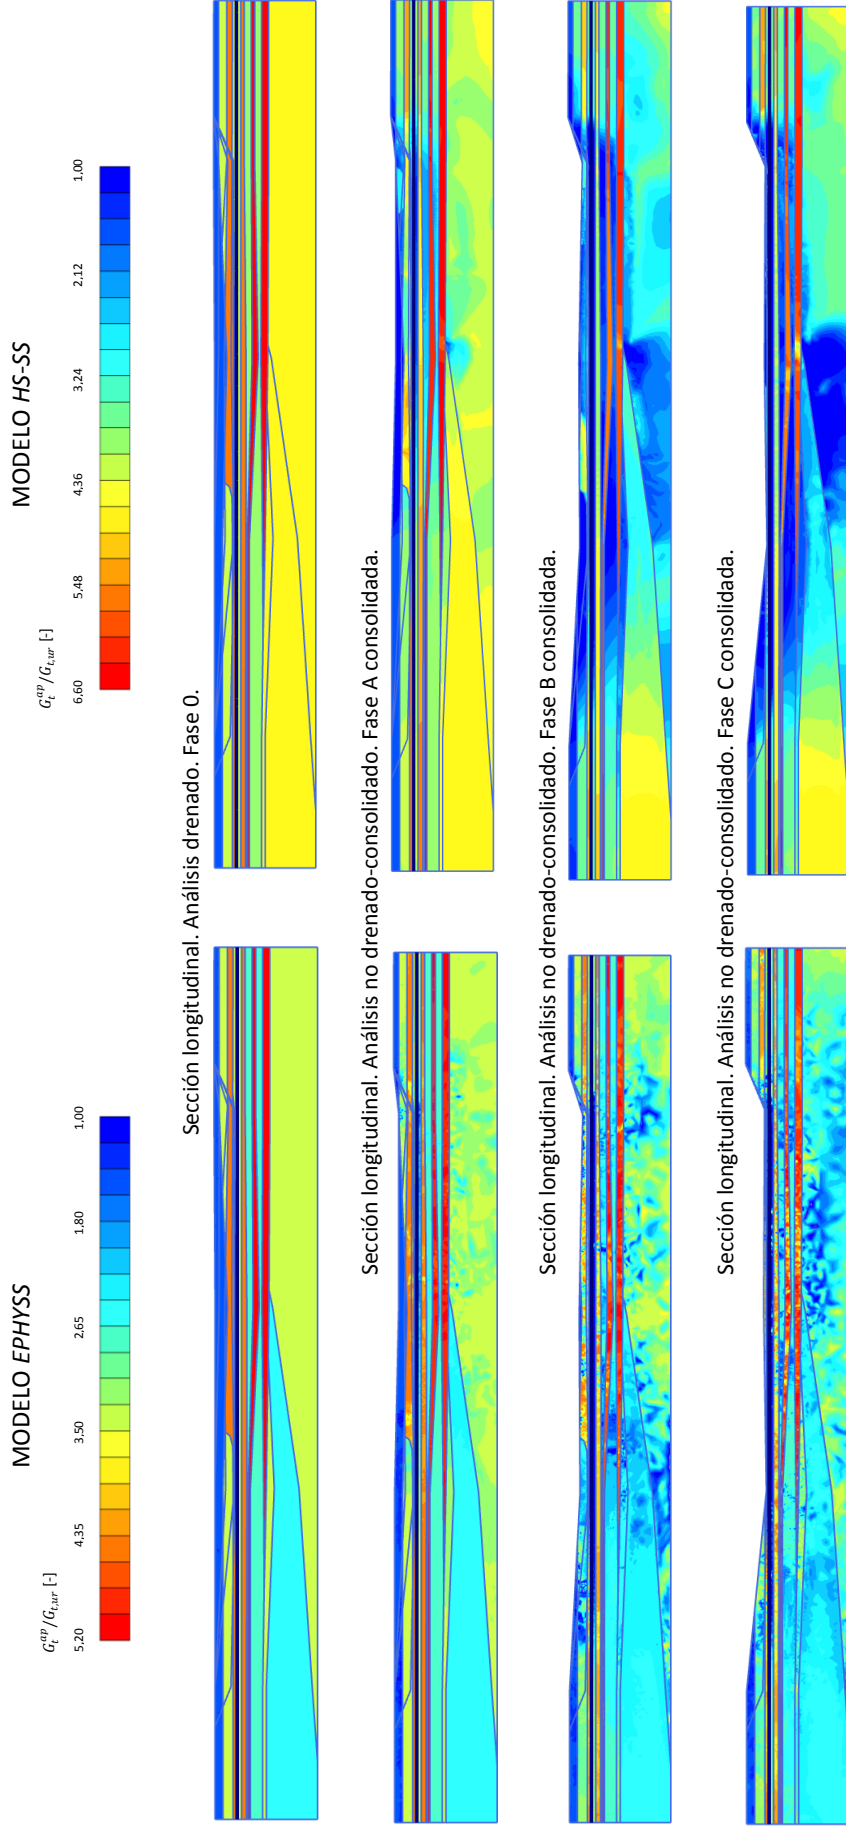 MODELO EPHYSS
MODELO HS-SS
G_t^{ap}/G_{t,ur} [-]
G_t^{ap}/G_{t,ur} [-]
5.20 4.35 3.50 2.65 1.80 1.00
6.60 5.48 4.36 3.24 2.12 1.00
Sección longitudinal. Análisis drenado. Fase 0.
Sección longitudinal. Análisis no drenado-consolidado. Fase A consolidada.
Sección longitudinal. Análisis no drenado-consolidado. Fase B consolidada.
Sección longitudinal. Análisis no drenado-consolidado. Fase C consolidada.